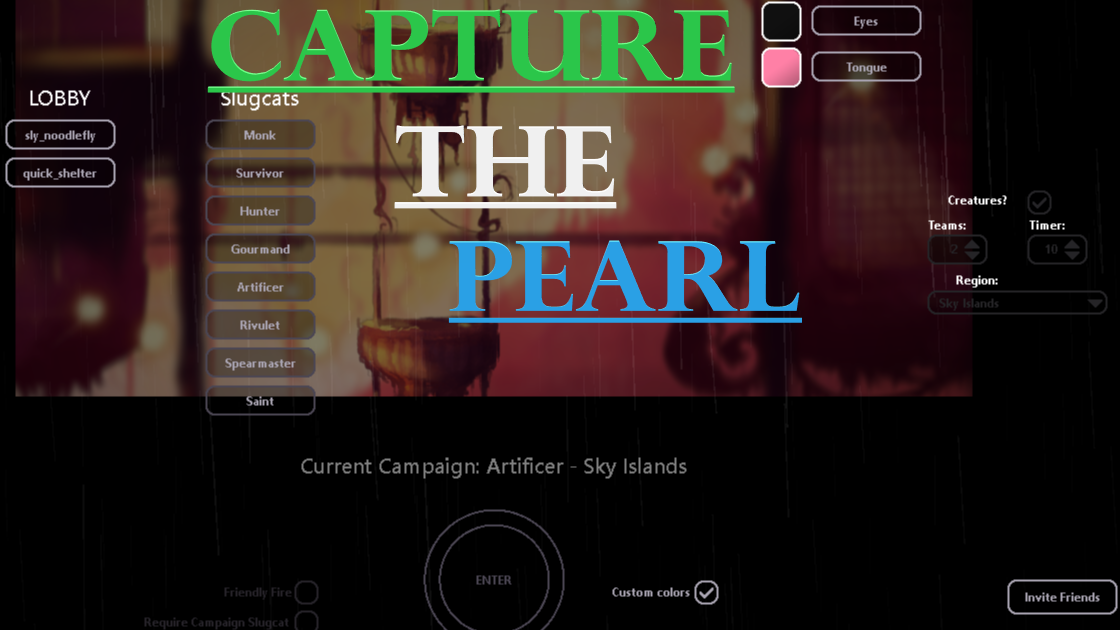 CAPTURE
THE
PEARL
Eyes
Tongue
LOBBY
sly_noodlefly
quick_shelter
Slugcats
Monk
Survivor
Hunter
Gourmand
Artificer
Rivulet
Spearmaster
Saint
Creatures?
Teams:
Timer:
2
10
Region:
Sky Islands
Current Campaign: Artificer - Sky Islands
ENTER
Friendly Fire
Custom colors
Require Campaign Slugcat
Invite Friends